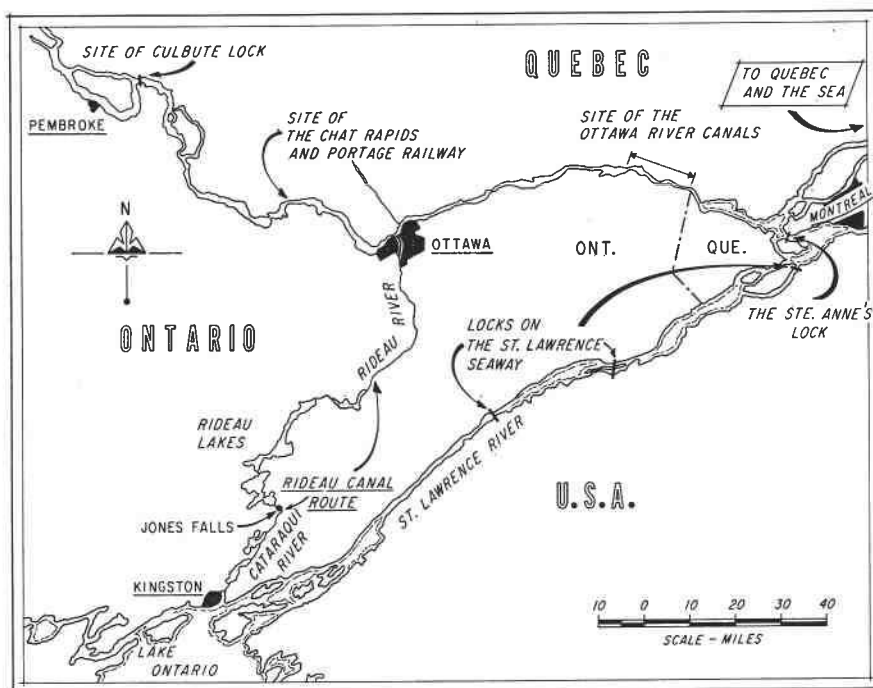 SITE OF CULBUTE LOCK
QUEBEC
TO QUEBEC
AND THE SEA
PEMBROKE
SITE OF
THE CHAT RAPIDS
AND PORTAGE RAILWAY
SITE OF THE
OTTAWA RIVER CANALS
MONTREAL
N
OTTAWA
ONT.
QUE.
THE STE. ANNE'S
LOCK
ONTARIO
RIDEAU RIVER
LOCKS ON
THE ST. LAWRENCE
SEAWAY
RIDEAU
LAKES
RIDEAU CANAL
ROUTE
ST. LAWRENCE RIVER
U.S.A.
JONES FALLS
CATARAQUI
RIVER
KINGSTON
LAKE
ONTARIO
10 0 10 20 30 40
SCALE – MILES